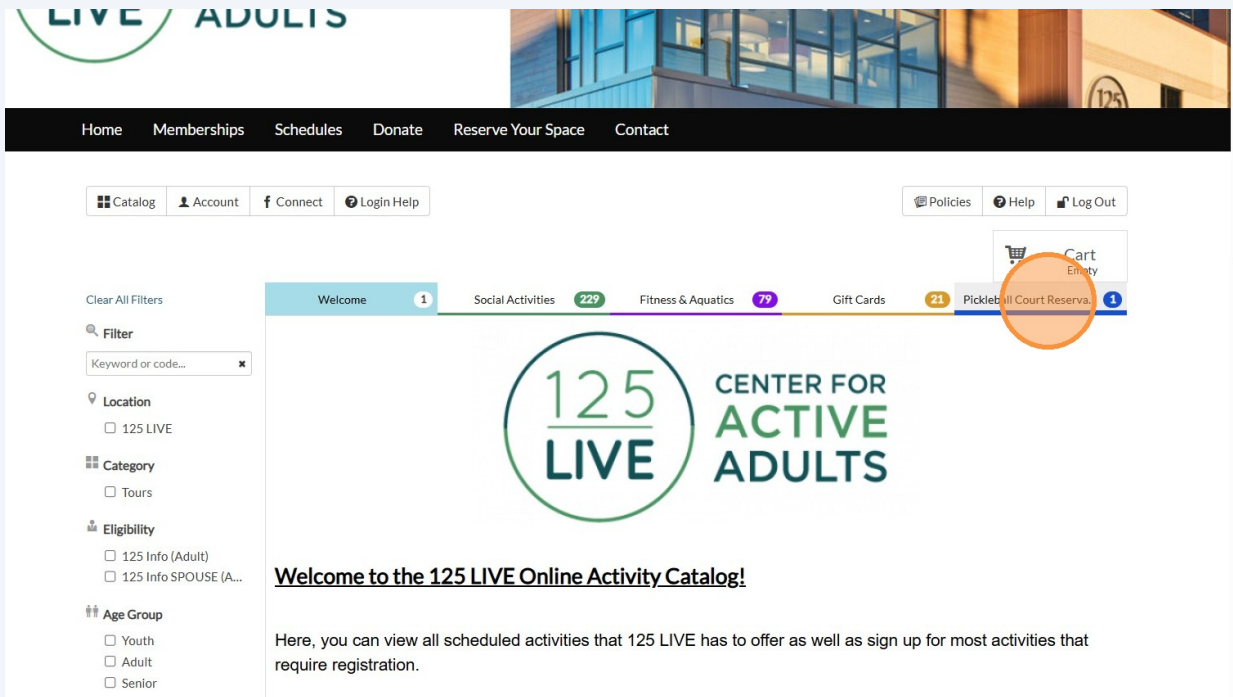 LIVE ADULTS
125
Home Memberships Schedules Donate Reserve Your Space Contact
Catalog Account Connect Login Help Policies Help Log Out
Cart
Empty
Clear All Filters Welcome 1 Social Activities 229 Fitness & Aquatics 79 Gift Cards 21 Pickleball Court Reserva... 1
Filter
Keyword or code...
Location
125 LIVE
Category
Tours
Eligibility
125 Info (Adult)
125 Info SPOUSE (A...
Age Group
Youth
Adult
Senior
125
LIVE
CENTER FOR
ACTIVE
ADULTS
Welcome to the 125 LIVE Online Activity Catalog!
Here, you can view all scheduled activities that 125 LIVE has to offer as well as sign up for most activities that
require registration.